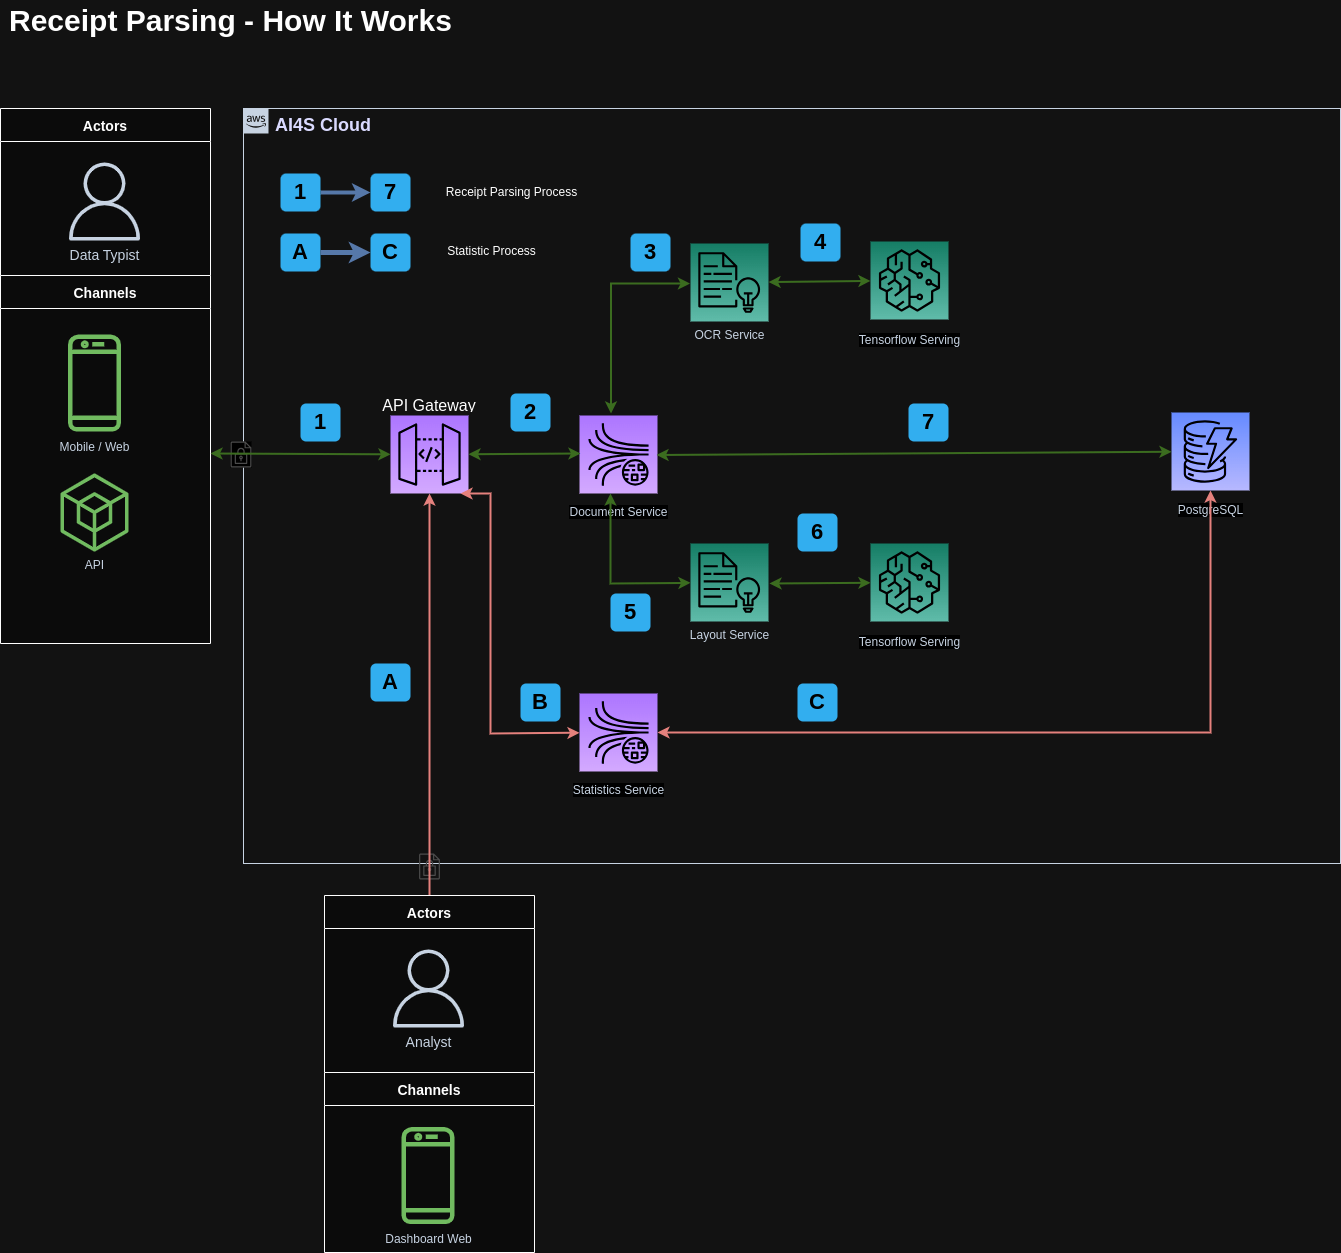 Receipt Parsing - How It Works
Actors
Data Typist
Channels
Mobile / Web
API
aws
AI4S Cloud
1
7
Receipt Parsing Process
A
C
Statistic Process
3
OCR Service
4
Tensorflow Serving
1
API Gateway
2
Document Service
7
PostgreSQL
6
5
Layout Service
Tensorflow Serving
A
B
Statistics Service
C
Actors
Analyst
Channels
Dashboard Web